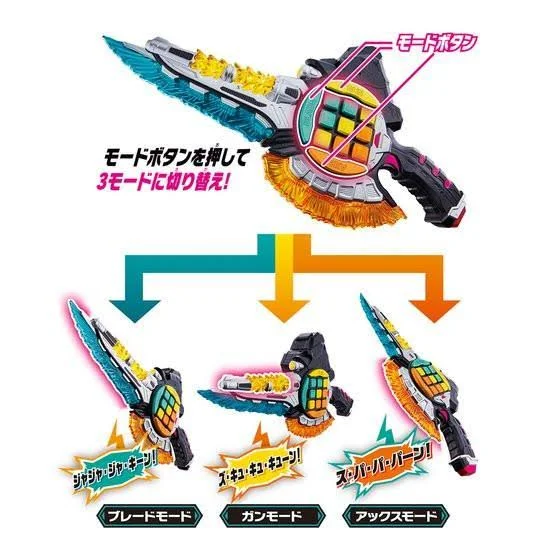 モードボタン
モードボタンを押して
3モードに切り替え!
ジャジャ・ジャ・キーン!
ズ・キュ・キュ・キューン!
ズ・パ・パ・パーン!
ブレードモード
ガンモード
アックスモード